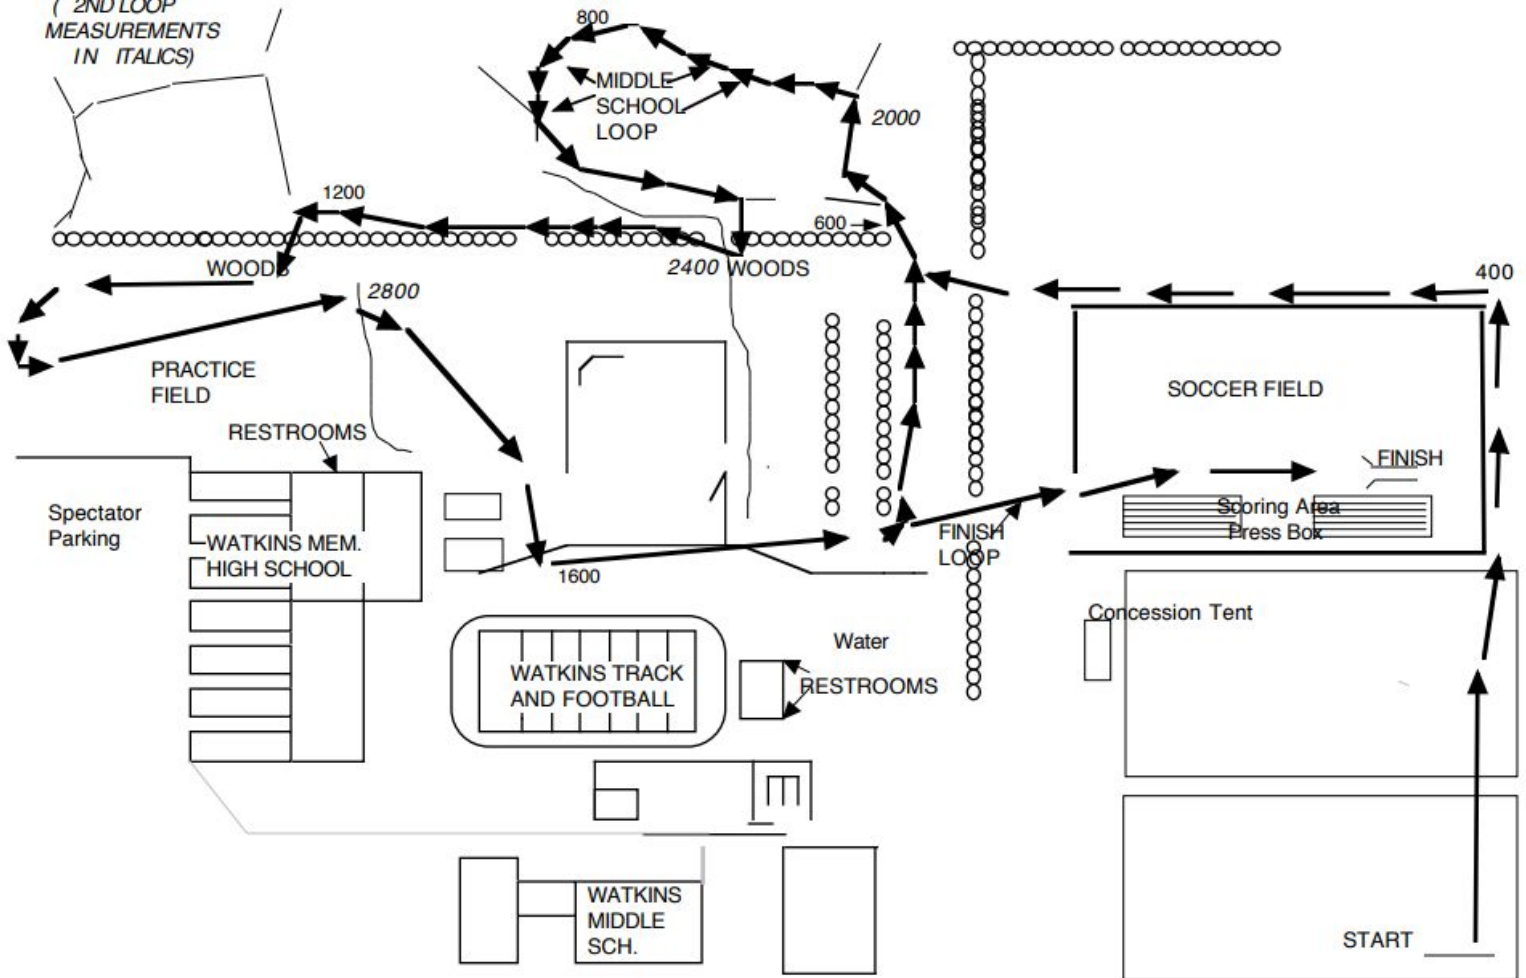 ( 2ND LOOP
MEASUREMENTS
IN ITALICS)
800
MIDDLE
SCHOOL
LOOP
2000
1200
600
WOODS
2400 WOODS
400
2800
PRACTICE
FIELD
SOCCER FIELD
RESTROOMS
FINISH
Spectator
Parking
Scoring Area
Press Box
WATKINS MEM.
HIGH SCHOOL
FINISH
LOOP
1600
Concession Tent
Water
WATKINS TRACK
AND FOOTBALL
RESTROOMS
WATKINS
MIDDLE
SCH.
START